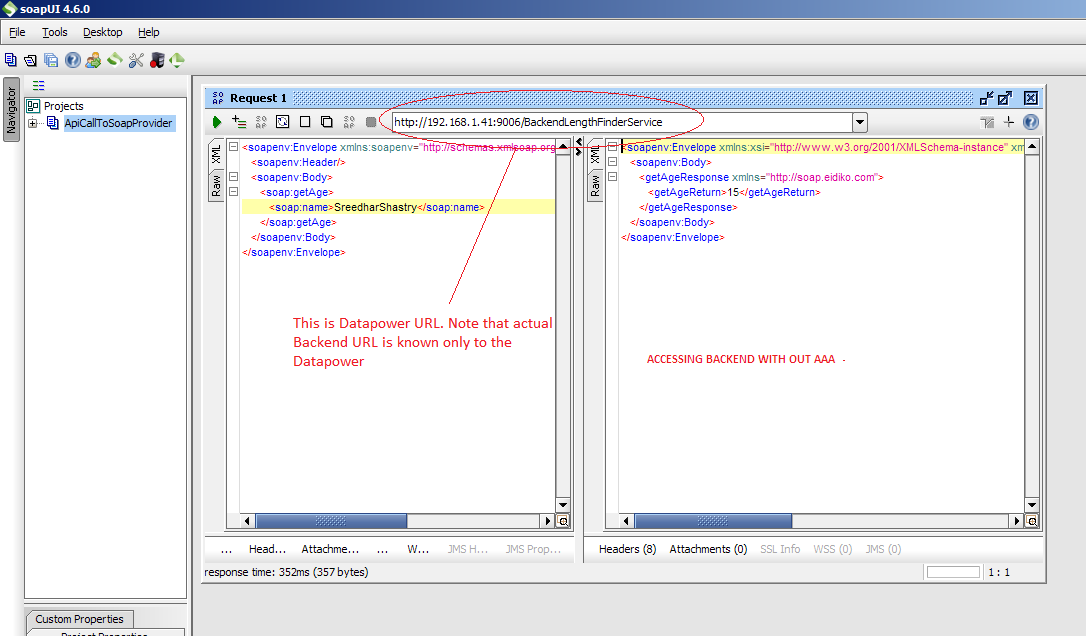 soapUI 4.6.0
File Tools Desktop Help
Navigator
Projects
ApiCallToSoapProvider
Request 1
http://192.168.1.41:9006/BackendLengthFinderService
XML
Raw
<soapenv:Envelope xmlns:soapenv="http://schemas.xmlsoap.org
<soapenv:Header/>
<soapenv:Body>
<soap:getAge>
<soap:name>SreedharShastry</soap:name>
</soap:getAge>
</soapenv:Body>
</soapenv:Envelope>
This is Datapower URL. Note that actual
Backend URL is known only to the
Datapower
XML
Raw
<soapenv:Envelope xmlns:xsi="http://www.w3.org/2001/XMLSchema-instance" xm
<soapenv:Body>
<getAgeResponse xmlns="http://soap.eidiko.com">
<getAgeReturn>15</getAgeReturn>
</getAgeResponse>
</soapenv:Body>
</soapenv:Envelope>
ACCESSING BACKEND WITH OUT AAA -
... Head... Attachme... ... W... JMS H... JMS Prop...
Headers (8) Attachments (0) SSL Info WSS (0) JMS (0)
response time: 352ms (357 bytes)
1 : 1
Custom Properties
Project Properties